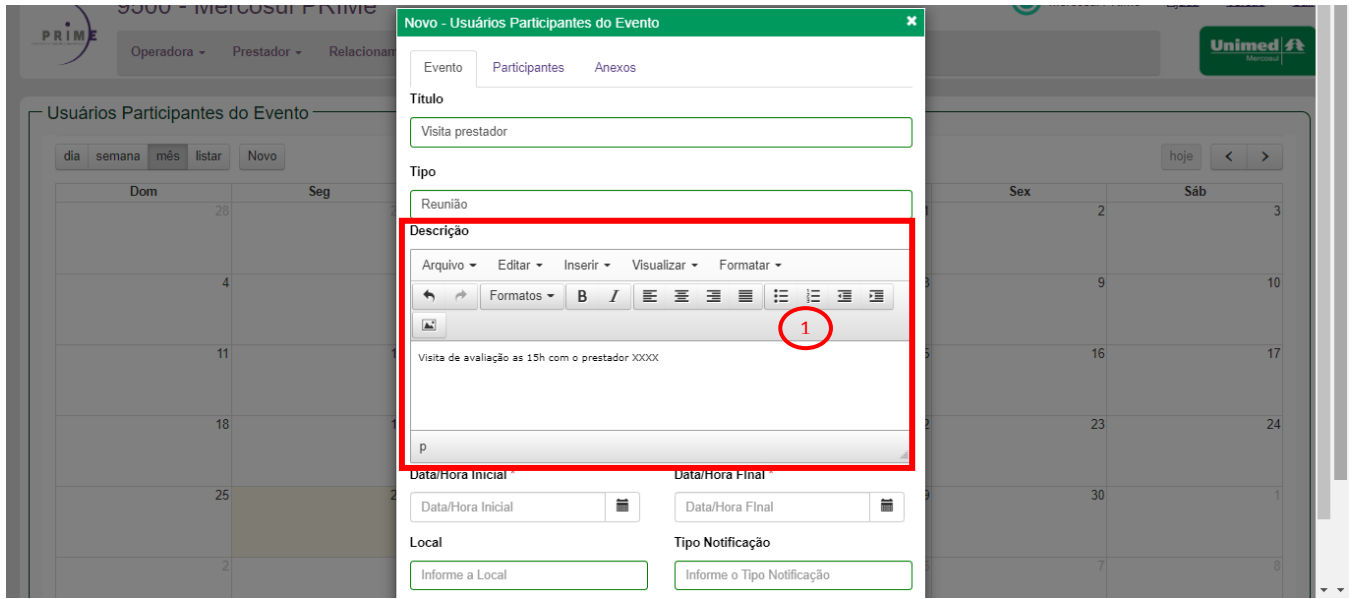 9500 - Mercosul PRIME
PRIME
Operadora
Prestador
Unimed
Mercosul
Usuários Participantes do Evento
dia semana mês listar Novo
hoje
Dom Seg Sex Sáb
28 2 3
4 9 10
11 16 17
18 23 24
25 30 1
2 7 8
Novo - Usuários Participantes do Evento ×
Evento Participantes Anexos
Título
Visita prestador
Tipo
Reunião
Descrição
Arquivo Editar Inserir Visualizar Formatar
Formatos B I
1
Visita de avaliação as 15h com o prestador XXXX
p
Data/Hora Inicial * Data/Hora FInal *
Data/Hora Inicial Data/Hora FInal
Local Tipo Notificação
Informe a Local Informe o Tipo Notificação